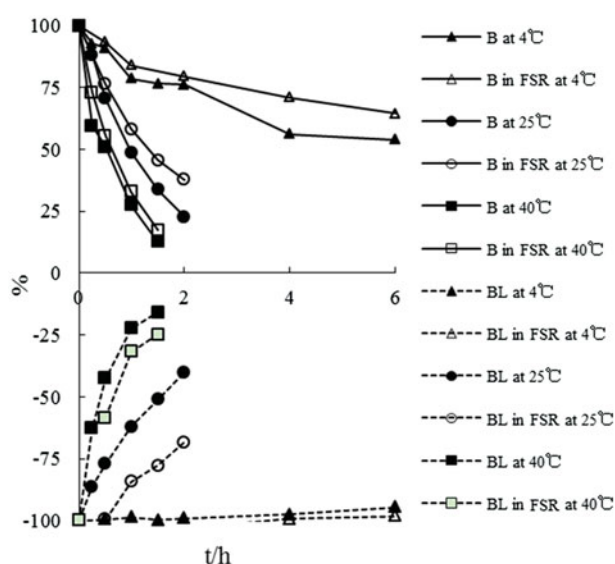 100
75
50
25
0
-25
-50
-75
-100
%
0 2 4 6
t/h
B at 4℃
B in FSR at 4℃
B at 25℃
B in FSR at 25℃
B at 40℃
B in FSR at 40℃
BL at 4℃
BL in FSR at 4℃
BL at 25℃
BL in FSR at 25℃
BL at 40℃
BL in FSR at 40℃